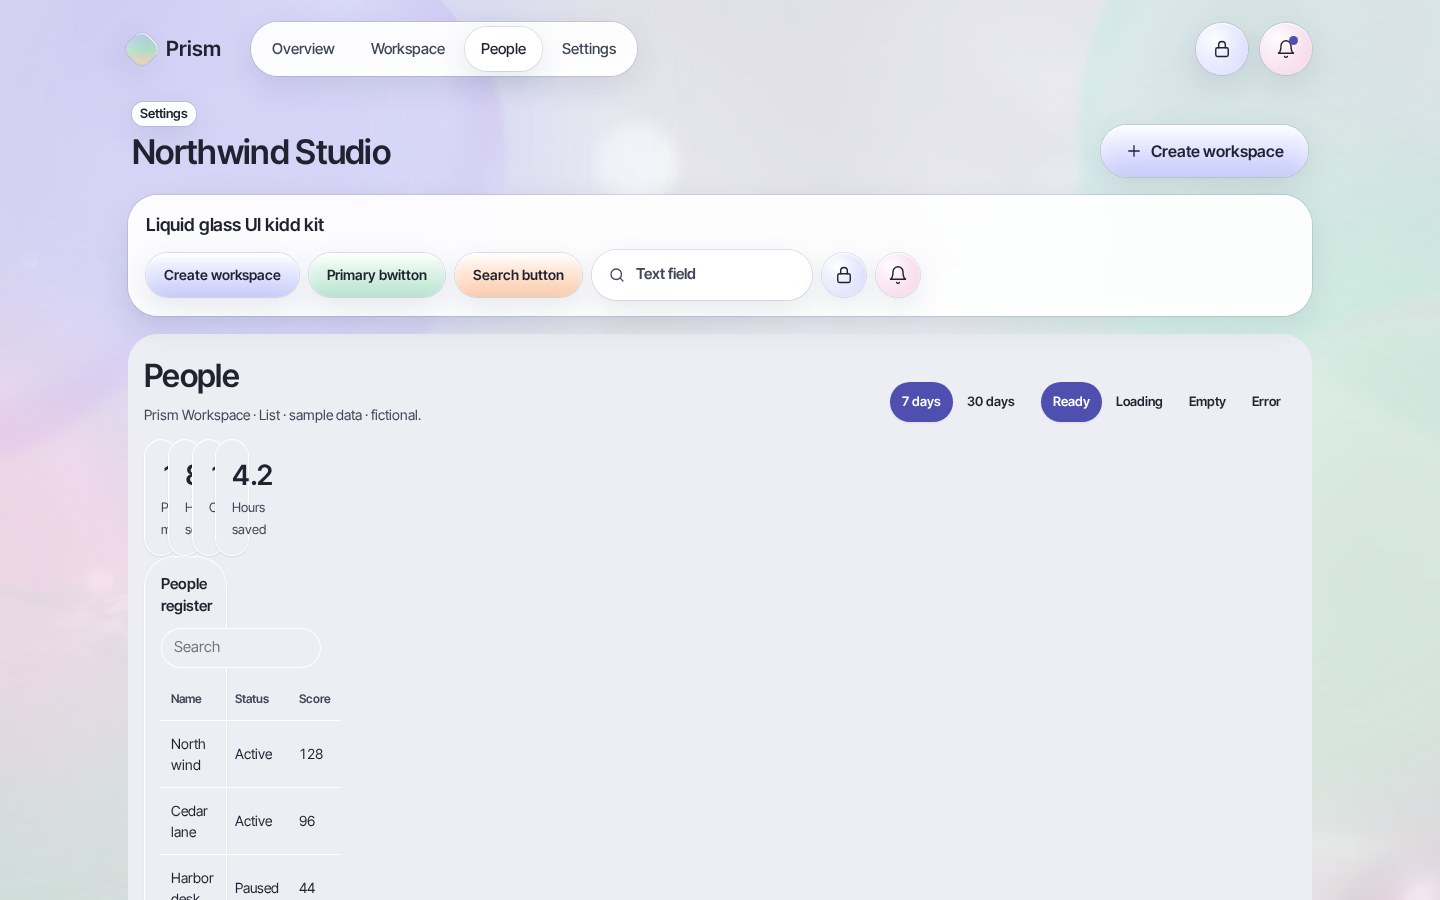 Prism
Overview Workspace People Settings
Settings
Northwind Studio
Create workspace
Liquid glass UI kidd kit
Create workspace Primary bwitton Search button Text field
People
Prism Workspace · List · sample data · fictional.
7 days 30 days Ready Loading Empty Error
4.2
Hours
saved
People
register
Search
Name Status Score
North
wind
Active 128
Cedar
lane
Active 96
Harbor
desk
Paused 44